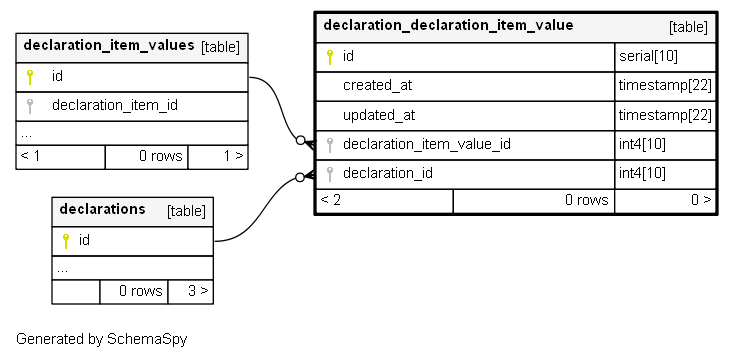 declaration_item_values [table]
id
declaration_item_id
...
< 1 0 rows 1 >
declarations [table]
id
...
0 rows 3 >
declaration_declaration_item_value [table]
id serial[10]
created_at timestamp[22]
updated_at timestamp[22]
declaration_item_value_id int4[10]
declaration_id int4[10]
< 2 0 rows 0 >
Generated by SchemaSpy